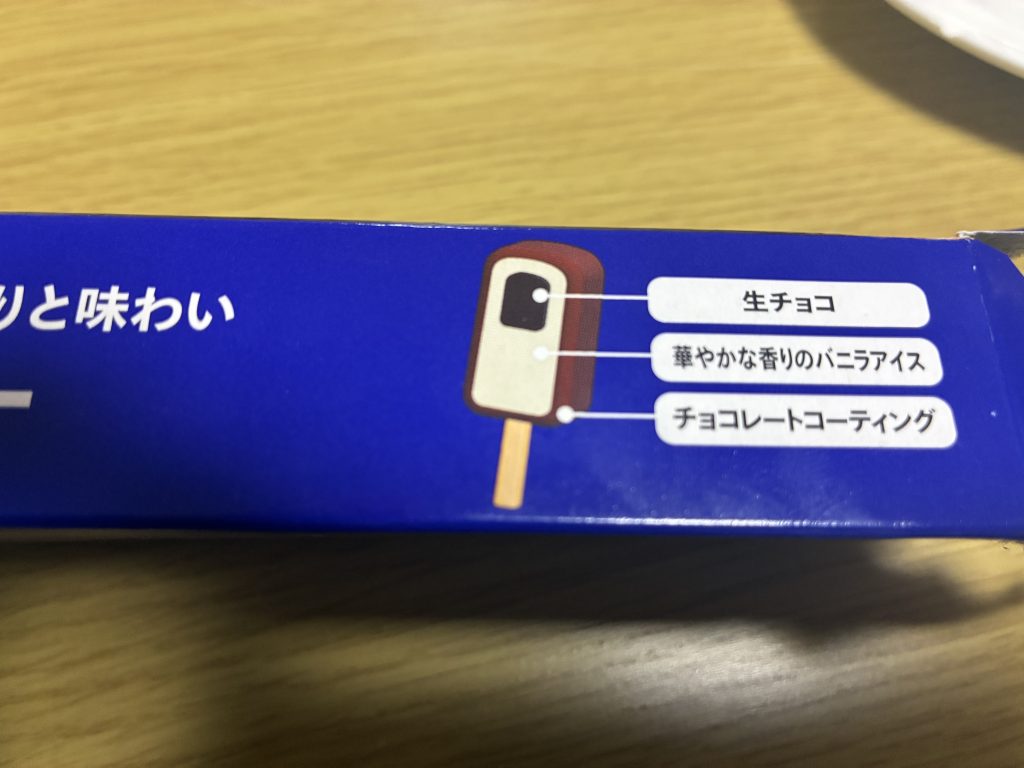 りと味わい
生チョコ
華やかな香りのバニラアイス
チョコレートコーティング